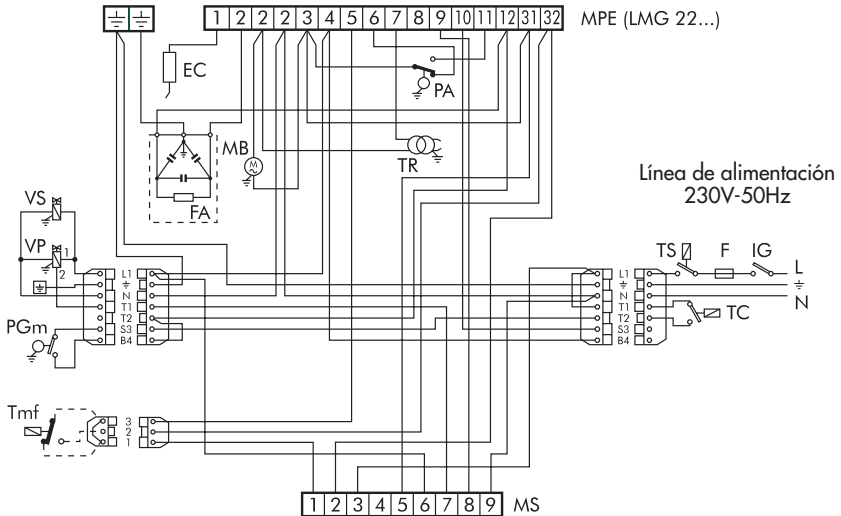 1 2 2 2 3 4 5 6 7 8 9 10 11 12 31 32 MPE (LMG 22...)
EC
PA
MB
M
TR
FA
Línea de alimentación
230V-50Hz
VS
VP 1
2
TS F IG
L
N
TC
L1
N
T1
T2
S3
B4
L1
N
T1
T2
S3
B4
PGm
Tmf
3
2
1
1 2 3 4 5 6 7 8 9 MS